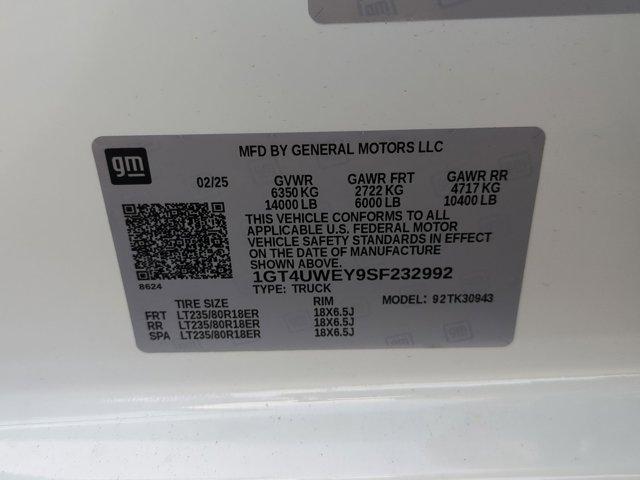 gm
MFD BY GENERAL MOTORS LLC
02/25 GVWR GAWR FRT GAWR RR
6350 KG 2722 KG 4717 KG
14000 LB 6000 LB 10400 LB
THIS VEHICLE CONFORMS TO ALL
APPLICABLE U.S. FEDERAL MOTOR
VEHICLE SAFETY STANDARDS IN EFFECT
ON THE DATE OF MANUFACTURE
SHOWN ABOVE.
8624
1GT4UWEY9SF232992
TYPE: TRUCK
TIRE SIZE RIM MODEL: 92TK30943
FRT LT235/80R18ER 18X6.5J
RR LT235/80R18ER 18X6.5J
SPA LT235/80R18ER 18X6.5J